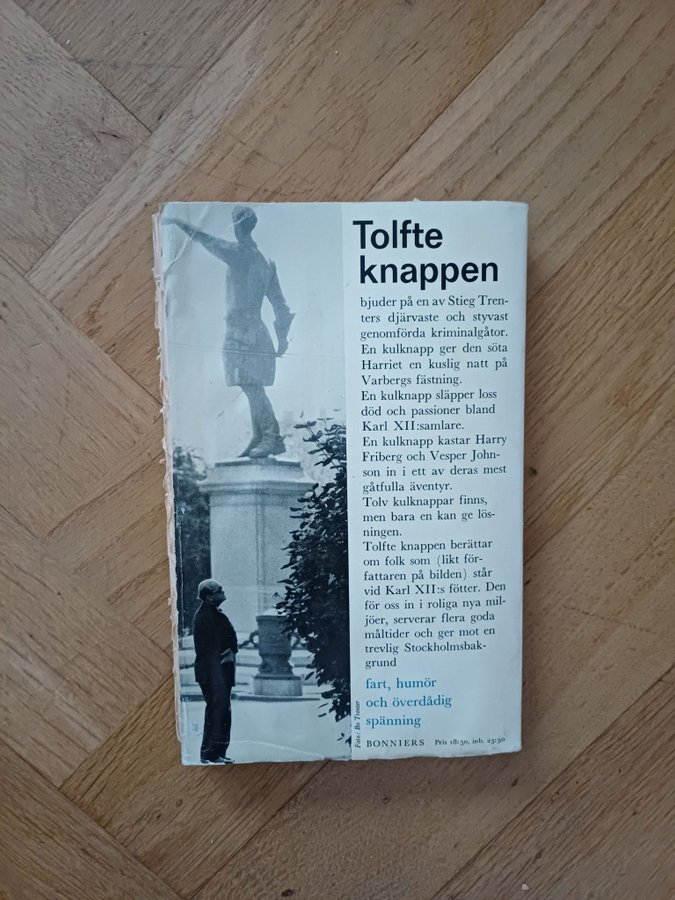 Tolfte
knappen
bjuder på en av Stieg Tren-
ters djärvaste och styvast
genomförda kriminalgåtor.
En kulknapp ger den söta
Harriet en kuslig natt på
Varbergs fästning.
En kulknapp släpper loss
död och passioner bland
Karl XII:samlare.
En kulknapp kastar Harry
Friberg och Vesper John-
son in i ett av deras mest
gåtfulla äventyr.
Tolv kulknappar finns,
men bara en kan ge lös-
ningen.
Tolfte knappen berättar
om folk som (likt för-
fattaren på bilden) står
vid Karl XII:s fötter. Den
för oss in i roliga nya mil-
jöer, serverar flera goda
måltider och ger mot en
trevlig Stockholmsbak-
grund
fart, humör
och överdådig
spänning
Foto: Bo Trenter
BONNIERS Pris 18:50, inb. 23:50